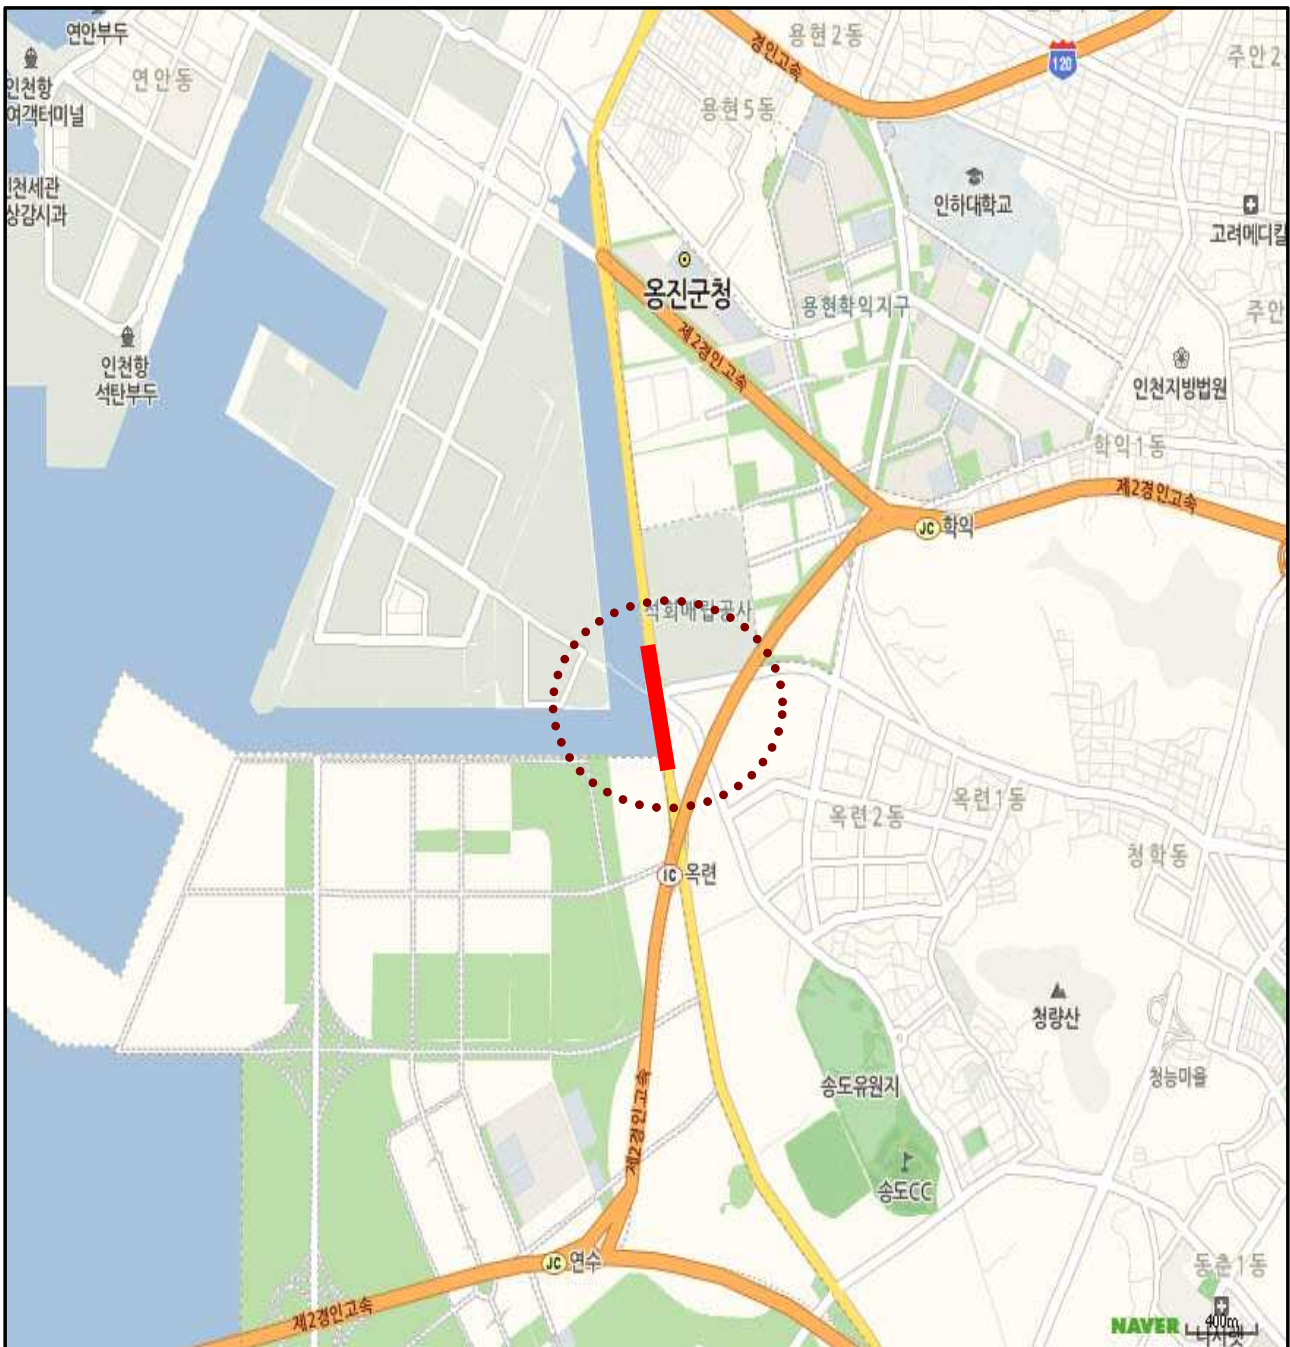 연안부두
용현2동
경인고속
120
주안2
인천항
여객터미널
연안동
용현5동
인하대학교
고려메디칼
상감시과
옹진군청
용현학익지구
주안
제2경인고속
인천항
석탄부두
인천지방법원
학익1동
제2경인고속
JC 학익
석회매립공사
옥련1동
옥련2동
청학동
IC 옥련
청량산
송도유원지
청능마을
제2경인고속
송도CC
JC 연수
동춘1동
제2경인고속
NAVER
400m